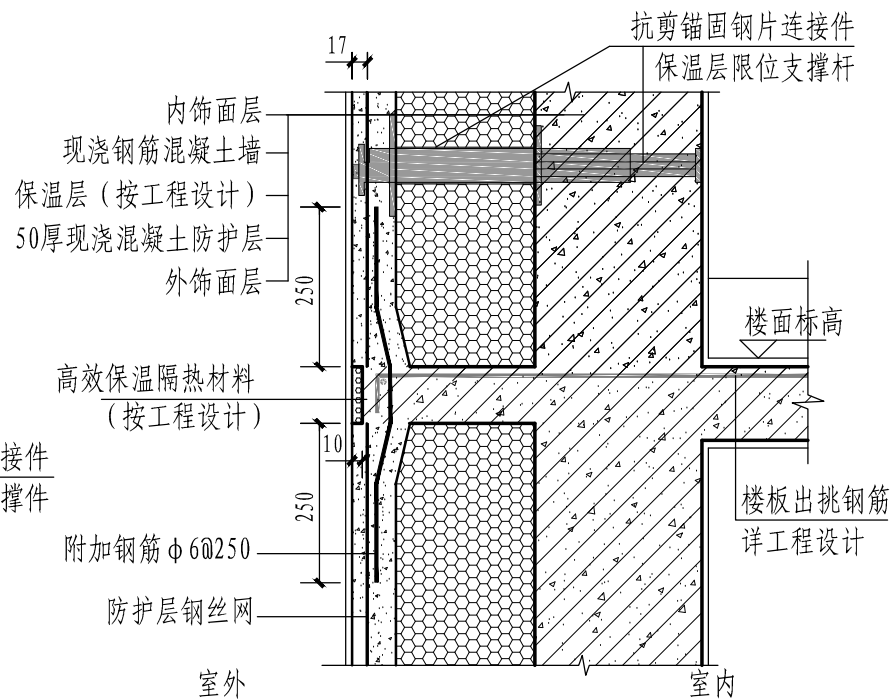 抗剪锚固钢片连接件
保温层限位支撑杆
17
内饰面层
现浇钢筋混凝土墙
保温层（按工程设计）
50厚现浇混凝土防护层
外饰面层
250
楼面标高
高效保温隔热材料
（按工程设计）
10
接件
撑件
250
楼板出挑钢筋
详工程设计
附加钢筋ф6@250
防护层钢丝网
室外
室内